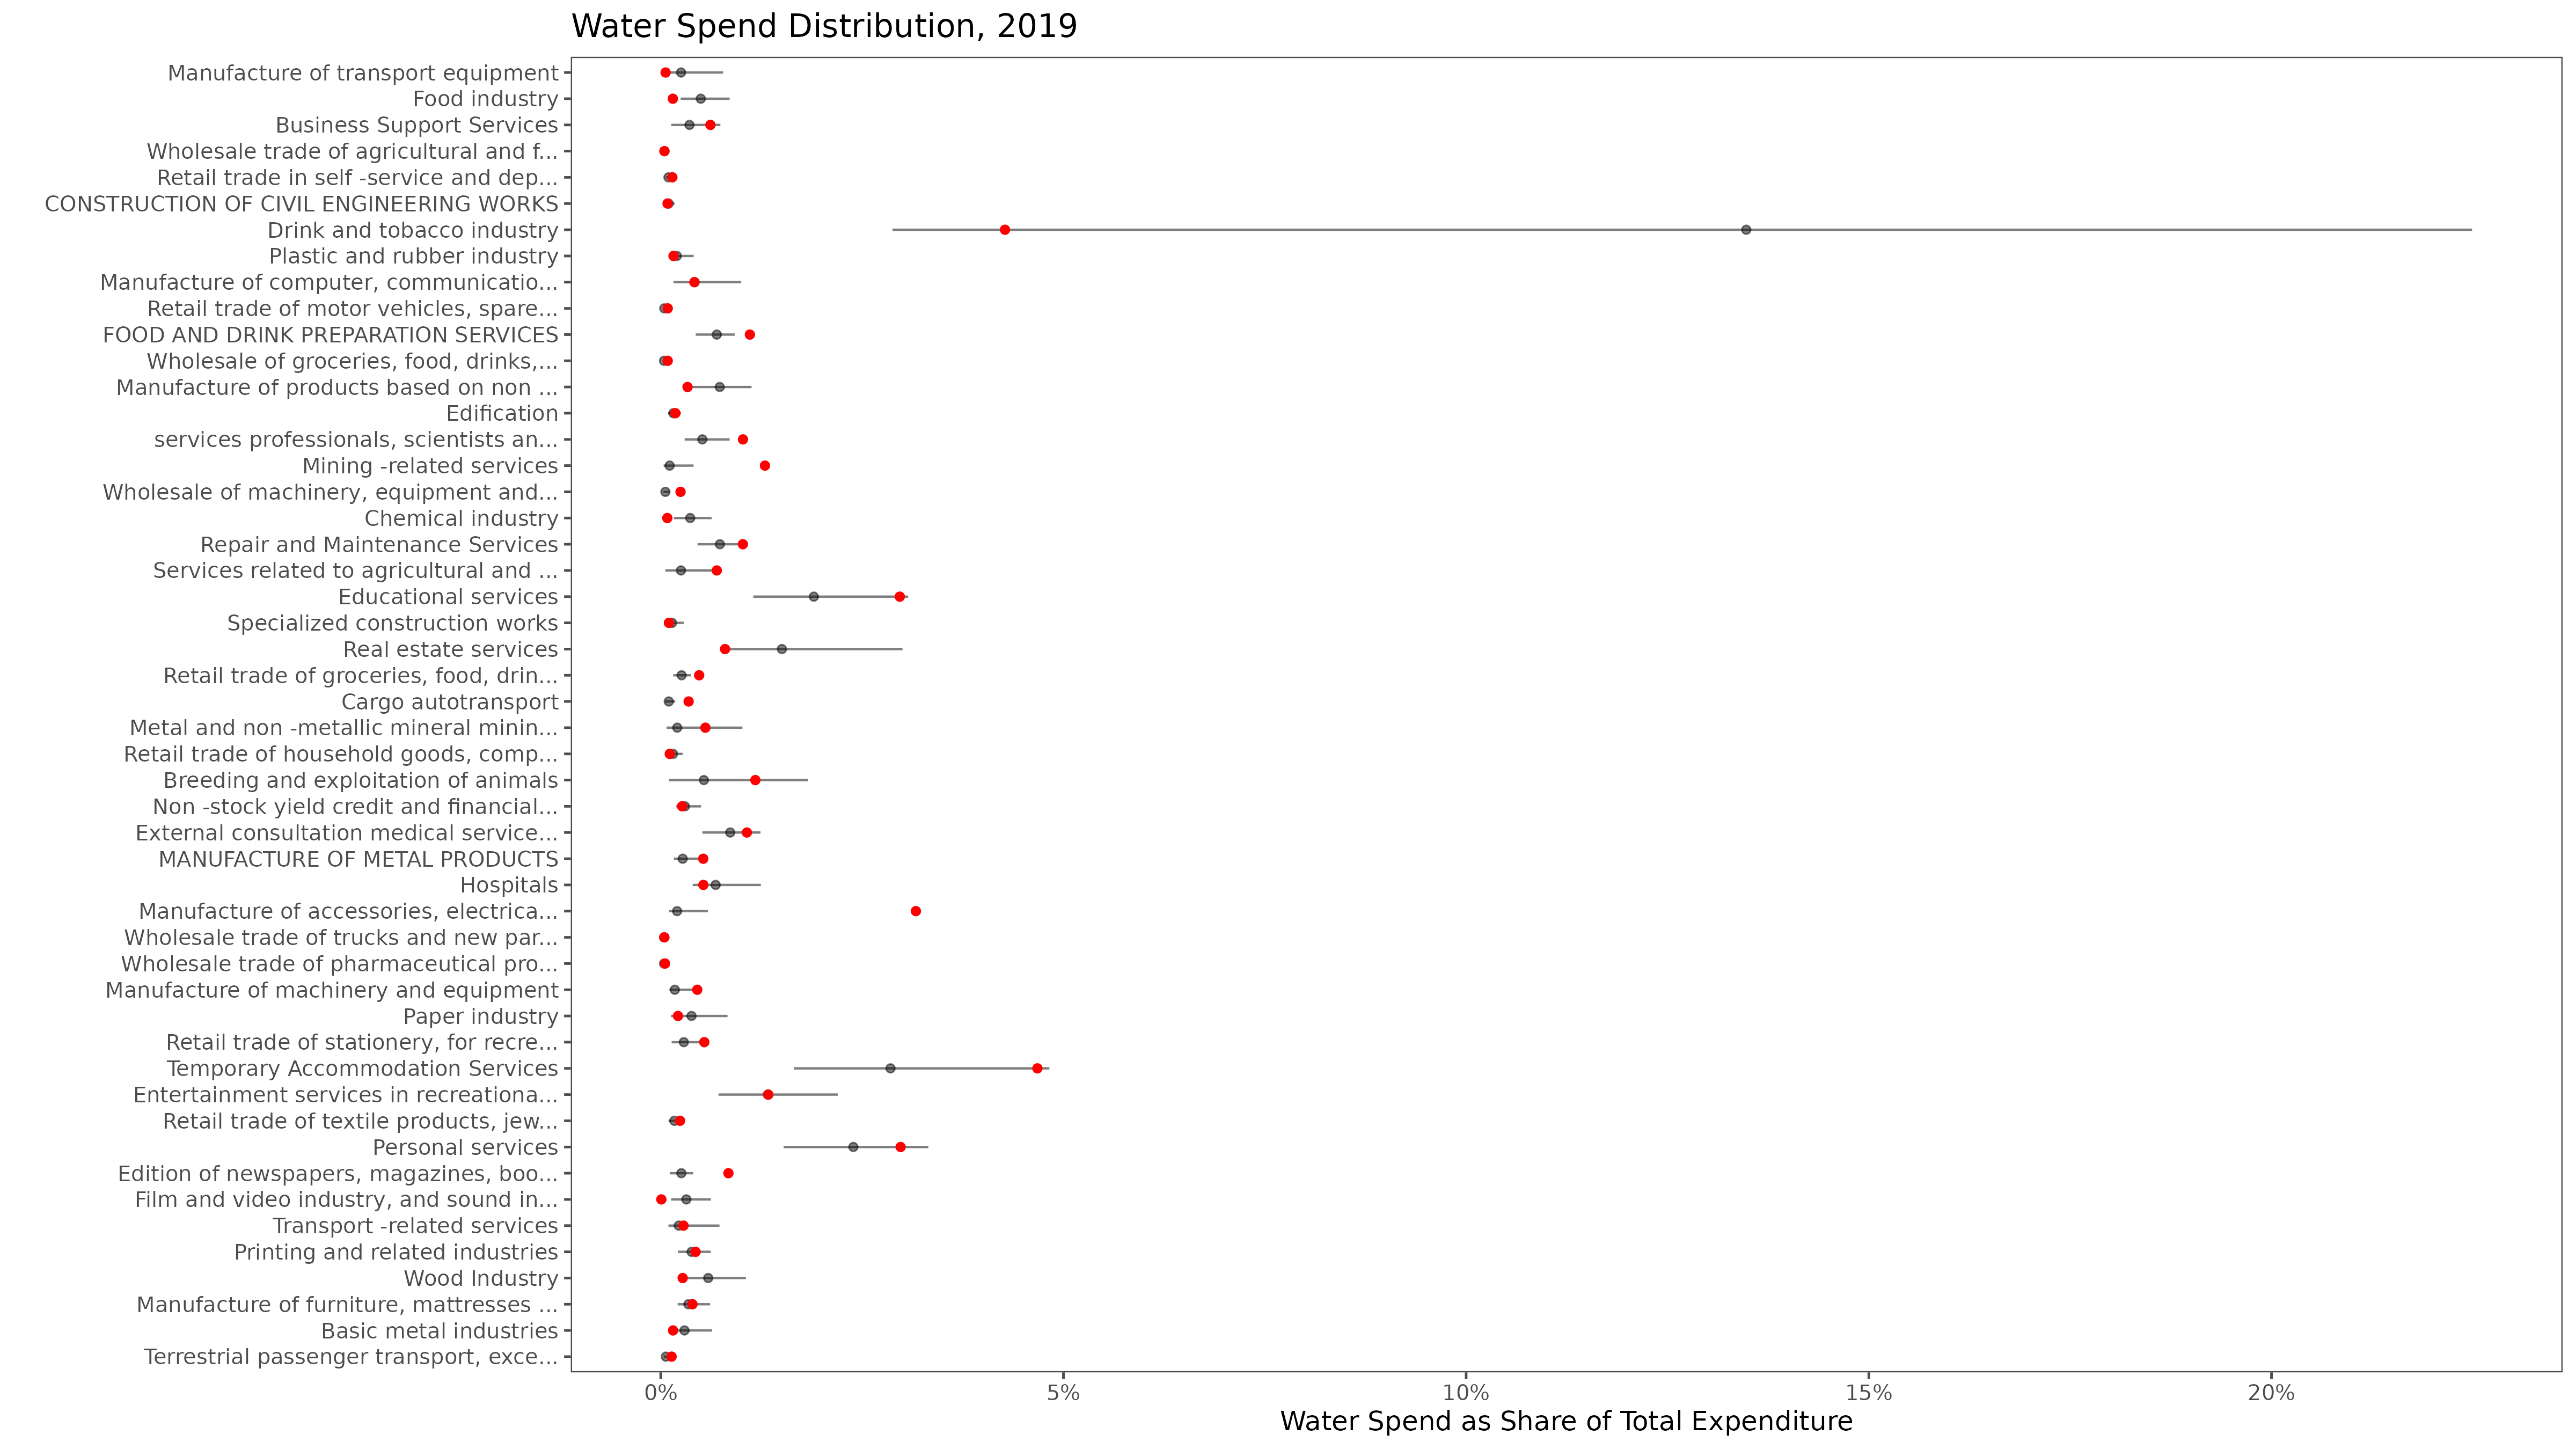 Water Spend Distribution, 2019
Manufacture of transport equipment
Food industry
Business Support Services
Wholesale trade of agricultural and f...
Retail trade in self -service and dep...
CONSTRUCTION OF CIVIL ENGINEERING WORKS
Drink and tobacco industry
Plastic and rubber industry
Manufacture of computer, communicatio...
Retail trade of motor vehicles, spare...
FOOD AND DRINK PREPARATION SERVICES
Wholesale of groceries, food, drinks,...
Manufacture of products based on non ...
Edification
services professionals, scientists an...
Mining -related services
Wholesale of machinery, equipment and...
Chemical industry
Repair and Maintenance Services
Services related to agricultural and ...
Educational services
Specialized construction works
Real estate services
Retail trade of groceries, food, drin...
Cargo autotransport
Metal and non -metallic mineral minin...
Retail trade of household goods, comp...
Breeding and exploitation of animals
Non -stock yield credit and financial...
External consultation medical service...
MANUFACTURE OF METAL PRODUCTS
Hospitals
Manufacture of accessories, electrica...
Wholesale trade of trucks and new par...
Wholesale trade of pharmaceutical pro...
Manufacture of machinery and equipment
Paper industry
Retail trade of stationery, for recre...
Temporary Accommodation Services
Entertainment services in recreationa...
Retail trade of textile products, jew...
Personal services
Edition of newspapers, magazines, boo...
Film and video industry, and sound in...
Transport -related services
Printing and related industries
Wood Industry
Manufacture of furniture, mattresses ...
Basic metal industries
Terrestrial passenger transport, exce...
0% 5% 10% 15% 20%
Water Spend as Share of Total Expenditure